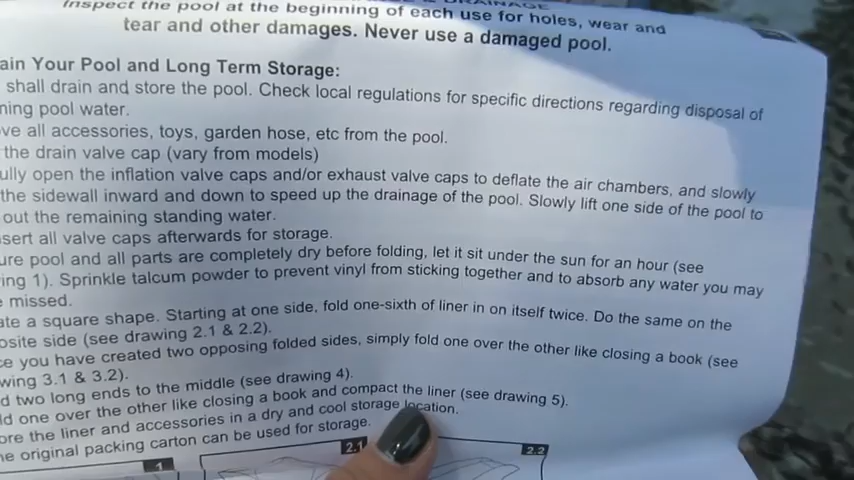 & DRAINAGE
Inspect the pool at the beginning of each use for holes, wear and
tear and other damages. Never use a damaged pool.
ain Your Pool and Long Term Storage:
shall drain and store the pool. Check local regulations for specific directions regarding disposal of
ning pool water.
ve all accessories, toys, garden hose, etc from the pool.
the drain valve cap (vary from models)
ully open the inflation valve caps and/or exhaust valve caps to deflate the air chambers, and slowly
the sidewall inward and down to speed up the drainage of the pool. Slowly lift one side of the pool to
out the remaining standing water.
sert all valve caps afterwards for storage.
ure pool and all parts are completely dry before folding, let it sit under the sun for an hour (see
ing 1). Sprinkle talcum powder to prevent vinyl from sticking together and to absorb any water you may
e missed.
ate a square shape. Starting at one side, fold one-sixth of liner in on itself twice. Do the same on the
osite side (see drawing 2.1 & 2.2).
ce you have created two opposing folded sides, simply fold one over the other like closing a book (see
wing 3.1 & 3.2).
d two long ends to the middle (see drawing 4).
ld one over the other like closing a book and compact the liner (see drawing 5).
ore the liner and accessories in a dry and cool storage location.
he original packing carton can be used for storage.
1
2.1
2.2